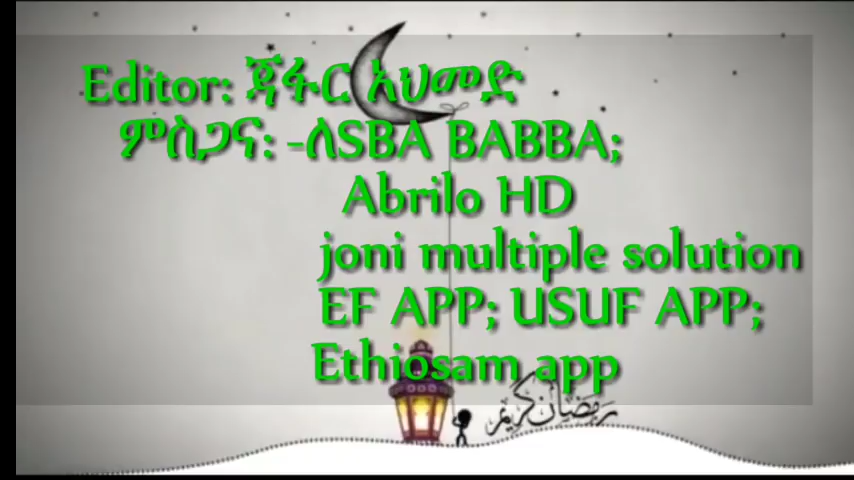 Editor: ጃፋር አህመድ
ምስጋና: -ለSBA BABBA;
Abrilo HD
joni multiple solution
EF APP; USUF APP;
Ethiosam app
رمضان كريم